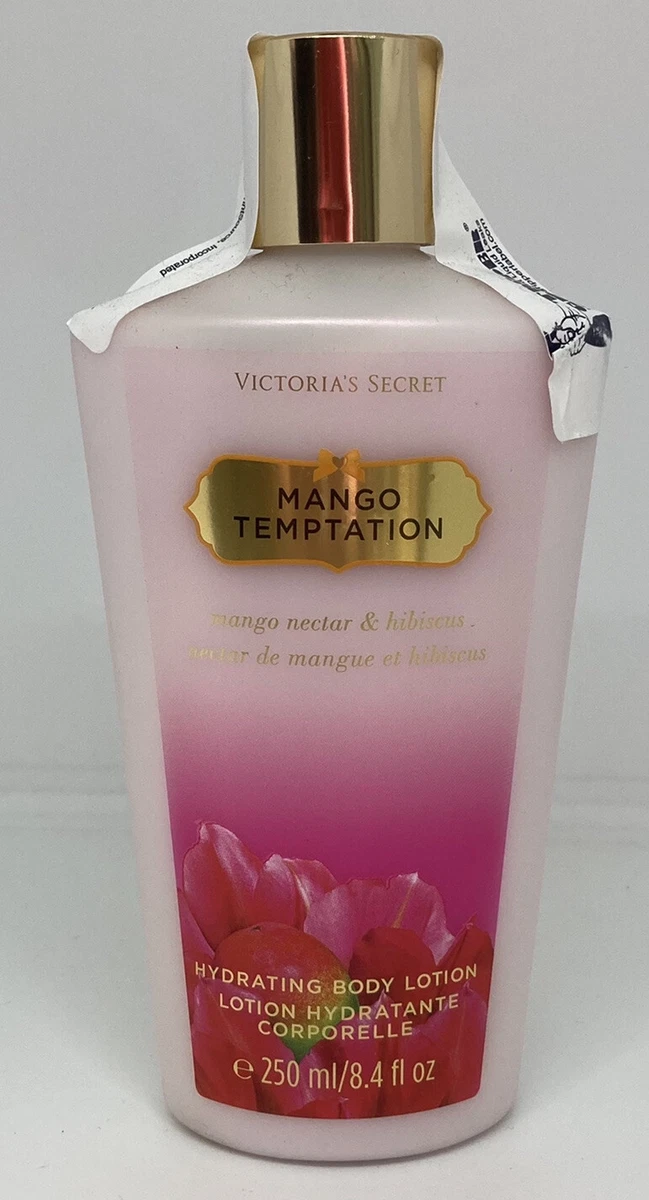 VICTORIA'S SECRET
MANGO
TEMPTATION
mango nectar & hibiscus
nectar de mangue et hibiscus
HYDRATING BODY LOTION
LOTION HYDRATANTE
CORPORELLE
℮ 250 ml/8.4 fl oz
Incorporated